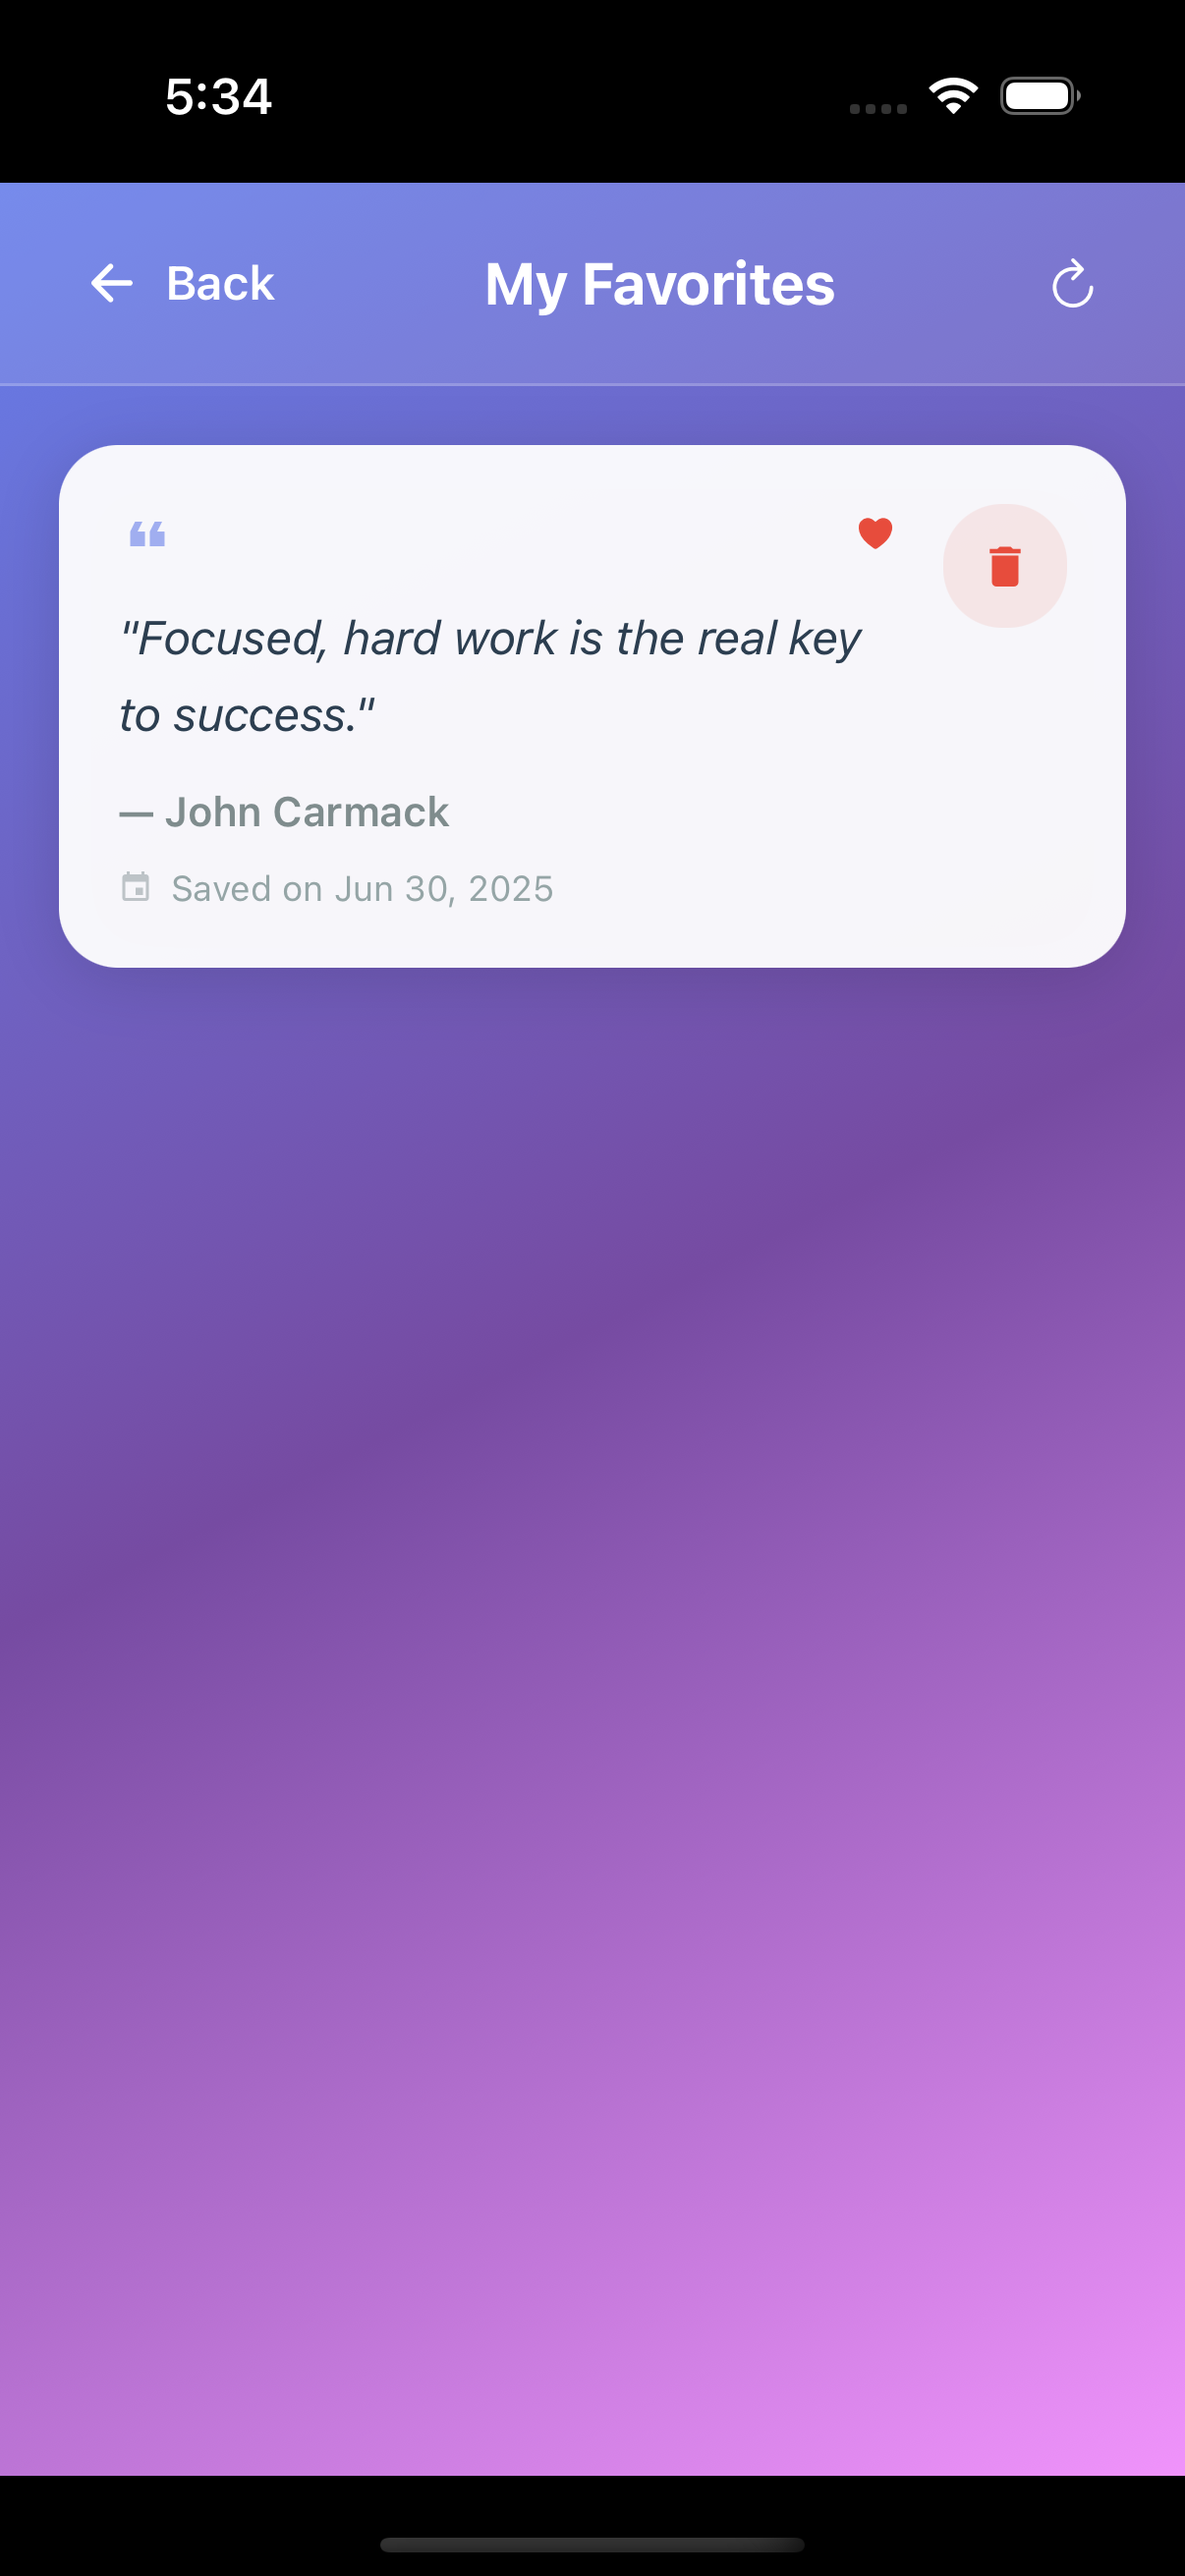 5:34
Back
My Favorites
❝
"Focused, hard work is the real key
to success."
— John Carmack
Saved on Jun 30, 2025